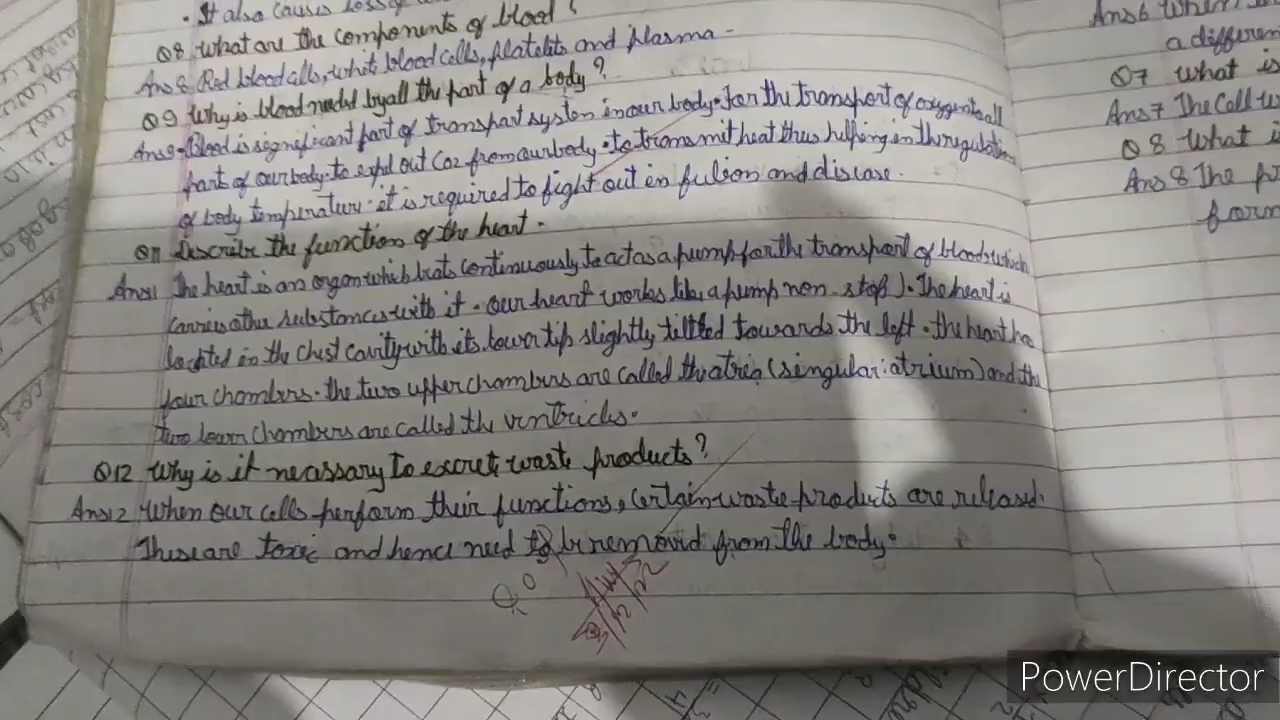 . It also causes loss of
Q8 What are the components of blood?
Ans 8 Red blood cells, white blood cells, platelets and plasma -
Q9 Why is blood needed by all the part of a body?
Ans 9 - Blood is significant part of transport system in our body. for the transport of oxygen to all
part of our body. to expel out Co2 from our body. to transmit heat thus helping in the regulation
of body temperature. it is required to fight out in and disease.
Q11 Describe the function of the heart.
Ans11 The heart is an organ which beats continuously to act as a pump for the transport of blood which
carries other substances with it. our heart works like a pump non-stop). The heart is
located in the chest cavity with its lower tip slightly tilted towards the left. the heart ha
four chambers. the two upper chambers are called the atria (singular: atrium) and the
two chambers are called the ventricles.
Q12 Why is it necassary to excrete waste products?
Ans12 When our cells perform their functions, certain waste products are released.
These are toxic and hence need to be removed from the body.
Ans 6 When
a differen
Q7 What is
Ans 7 The Cell
Q8 What i
Ans 8 The
form
PowerDirector